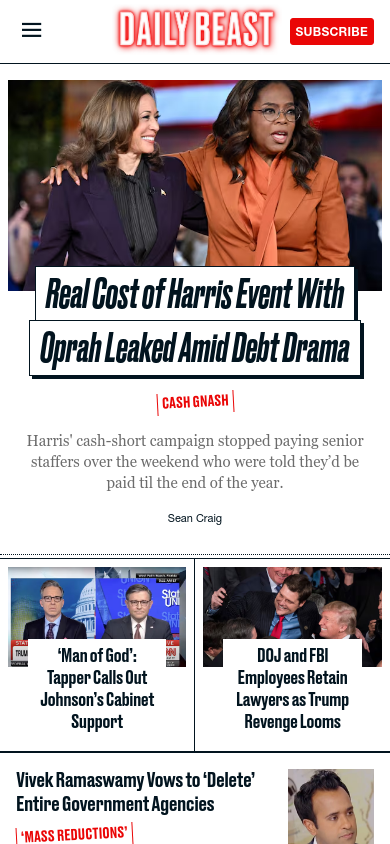 DAILY BEAST
SUBSCRIBE
Real Cost of Harris Event With
Oprah Leaked Amid Debt Drama
CASH GNASH
Harris' cash-short campaign stopped paying senior
staffers over the weekend who were told they’d be
paid til the end of the year.
Sean Craig
‘Man of God’:
Tapper Calls Out
Johnson’s Cabinet
Support
DOJ and FBI
Employees Retain
Lawyers as Trump
Revenge Looms
Vivek Ramaswamy Vows to ‘Delete’
Entire Government Agencies
‘MASS REDUCTIONS’